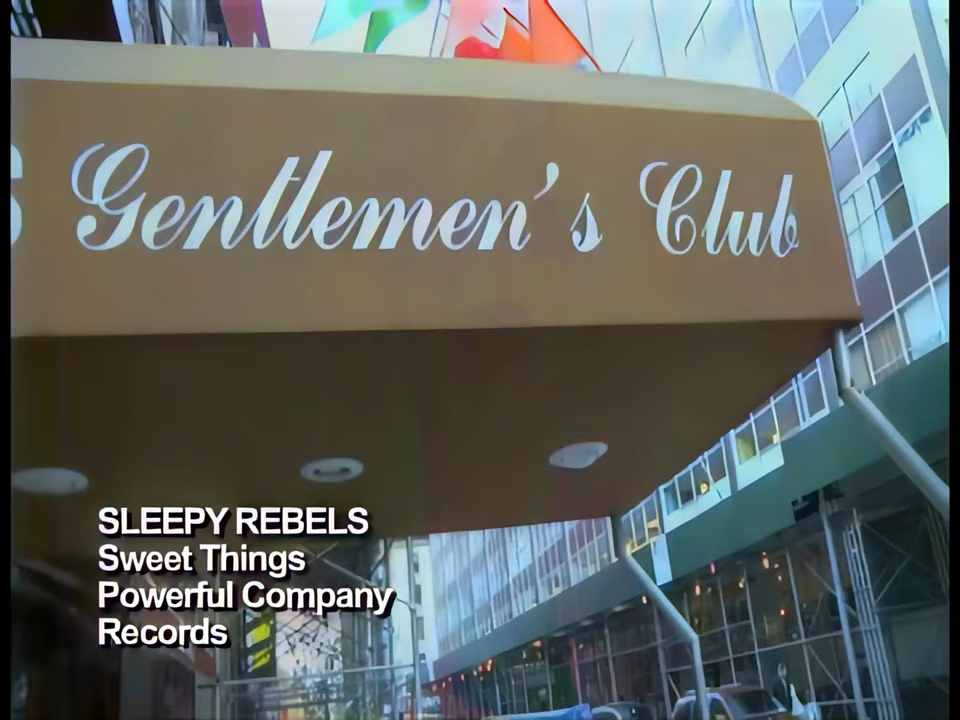 Gentlemen's Club
SLEEPY REBELS
Sweet Things
Powerful Company
Records